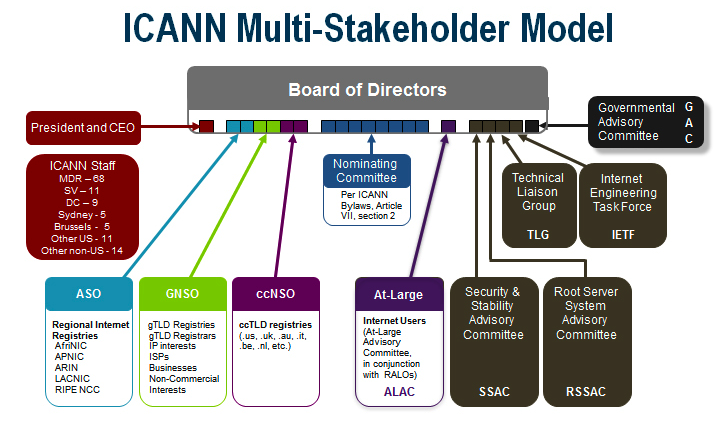 ICANN Multi-Stakeholder Model
Board of Directors
President and CEO
Governmental
Advisory
Committee
G
A
C
ICANN Staff
MDR – 68
SV – 11
DC – 9
Sydney - 5
Brussels - 5
Other US - 11
Other non-US - 14
Nominating
Committee
Per ICANN
Bylaws, Article
VII, section 2
Technical
Liaison
Group
TLG
Internet
Engineering
Task Force
IETF
ASO
Regional Internet
Registries
AfriNIC
APNIC
ARIN
LACNIC
RIPE NCC
GNSO
gTLD Registries
gTLD Registrars
IP interests
ISPs
Businesses
Non-Commercial
Interests
ccNSO
ccTLD registries
(.us, .uk, .au, .it,
.be, .nl, etc.)
At-Large
Internet Users
(At-Large
Advisory
Committee,
in conjunction
with RALOs)
ALAC
Security &
Stability
Advisory
Committee
SSAC
Root Server
System
Advisory
Committee
RSSAC